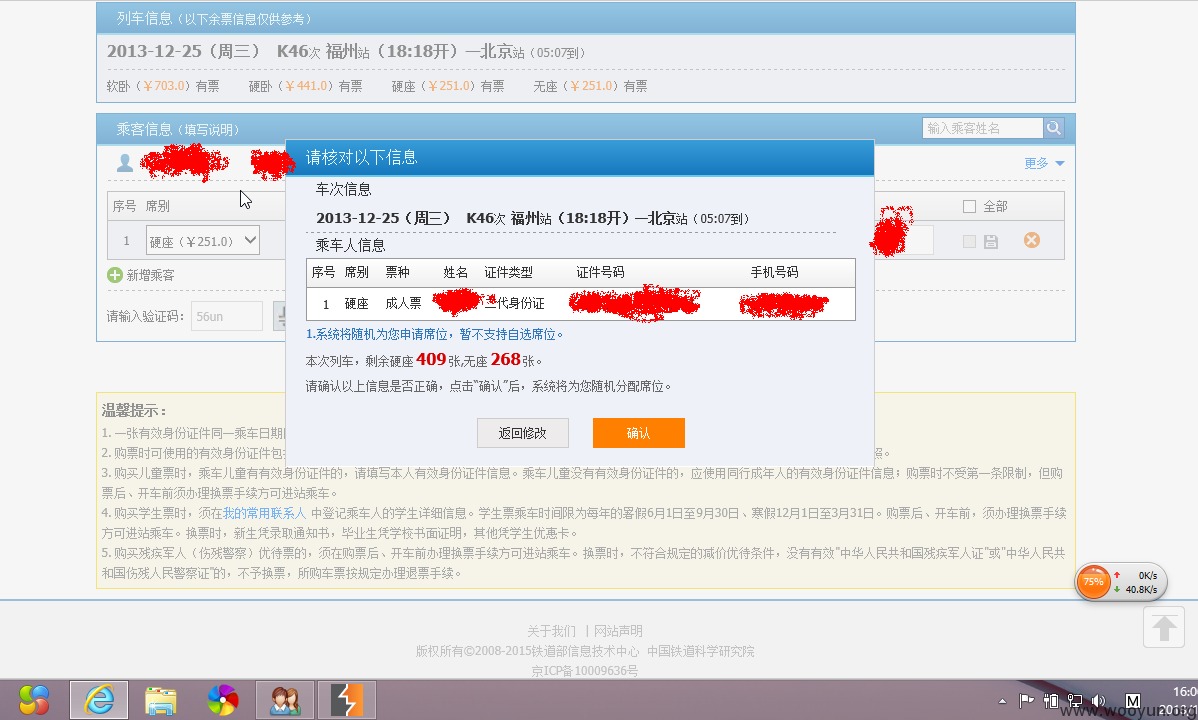 列车信息（以下余票信息仅供参考）
2013-12-25（周三） K46次 福州站（18:18开）—北京站（05:07到）
软卧（￥703.0）有票 硬卧（￥441.0）有票 硬座（￥251.0）有票 无座（￥251.0）有票
乘客信息（填写说明） 输入乘客姓名
请核对以下信息
更多
车次信息
序号 席别 全部
2013-12-25（周三） K46次 福州站（18:18开）—北京站（05:07到）
1 硬座（￥251.0）
乘车人信息
序号 席别 票种 姓名 证件类型 证件号码 手机号码
新增乘客
1 硬座 成人票 二代身份证
请输入验证码： 56un
1.系统将随机为您申请席位，暂不支持自选席位。
本次列车，剩余硬座409张,无座268张。
请确认以上信息是否正确，点击“确认”后，系统将为您随机分配席位。
返回修改 确认
温馨提示：
1. 一张有效身份证件同一乘车日期
2. 购票时可使用的有效身份证件包 照。
3. 购买儿童票时，乘车儿童有有效身份证件的，请填写本人有效身份证件信息。乘车儿童没有有效身份证件的，应使用同行成年人的有效身份证件信息；购票时不受第一条限制，但购
票后、开车前须办理换票手续方可进站乘车。
4. 购买学生票时，须在我的常用联系人 中登记乘车人的学生详细信息。学生票乘车时间限为每年的暑假6月1日至9月30日、寒假12月1日至3月31日。购票后、开车前，须办理换票手续
方可进站乘车。换票时，新生凭录取通知书，毕业生凭学校书面证明，其他凭学生优惠卡。
5. 购买残疾军人（伤残警察）优待票的，须在购票后、开车前办理换票手续方可进站乘车。换票时，不符合规定的减价优待条件，没有有效"中华人民共和国残疾军人证"或"中华人民共
和国伤残人民警察证"的，不予换票，所购车票按规定办理退票手续。
75% 0K/s
40.8K/s
关于我们 | 网站声明
版权所有©2008-2015铁道部信息技术中心 中国铁道科学研究院
京ICP备10009636号
M 16:0